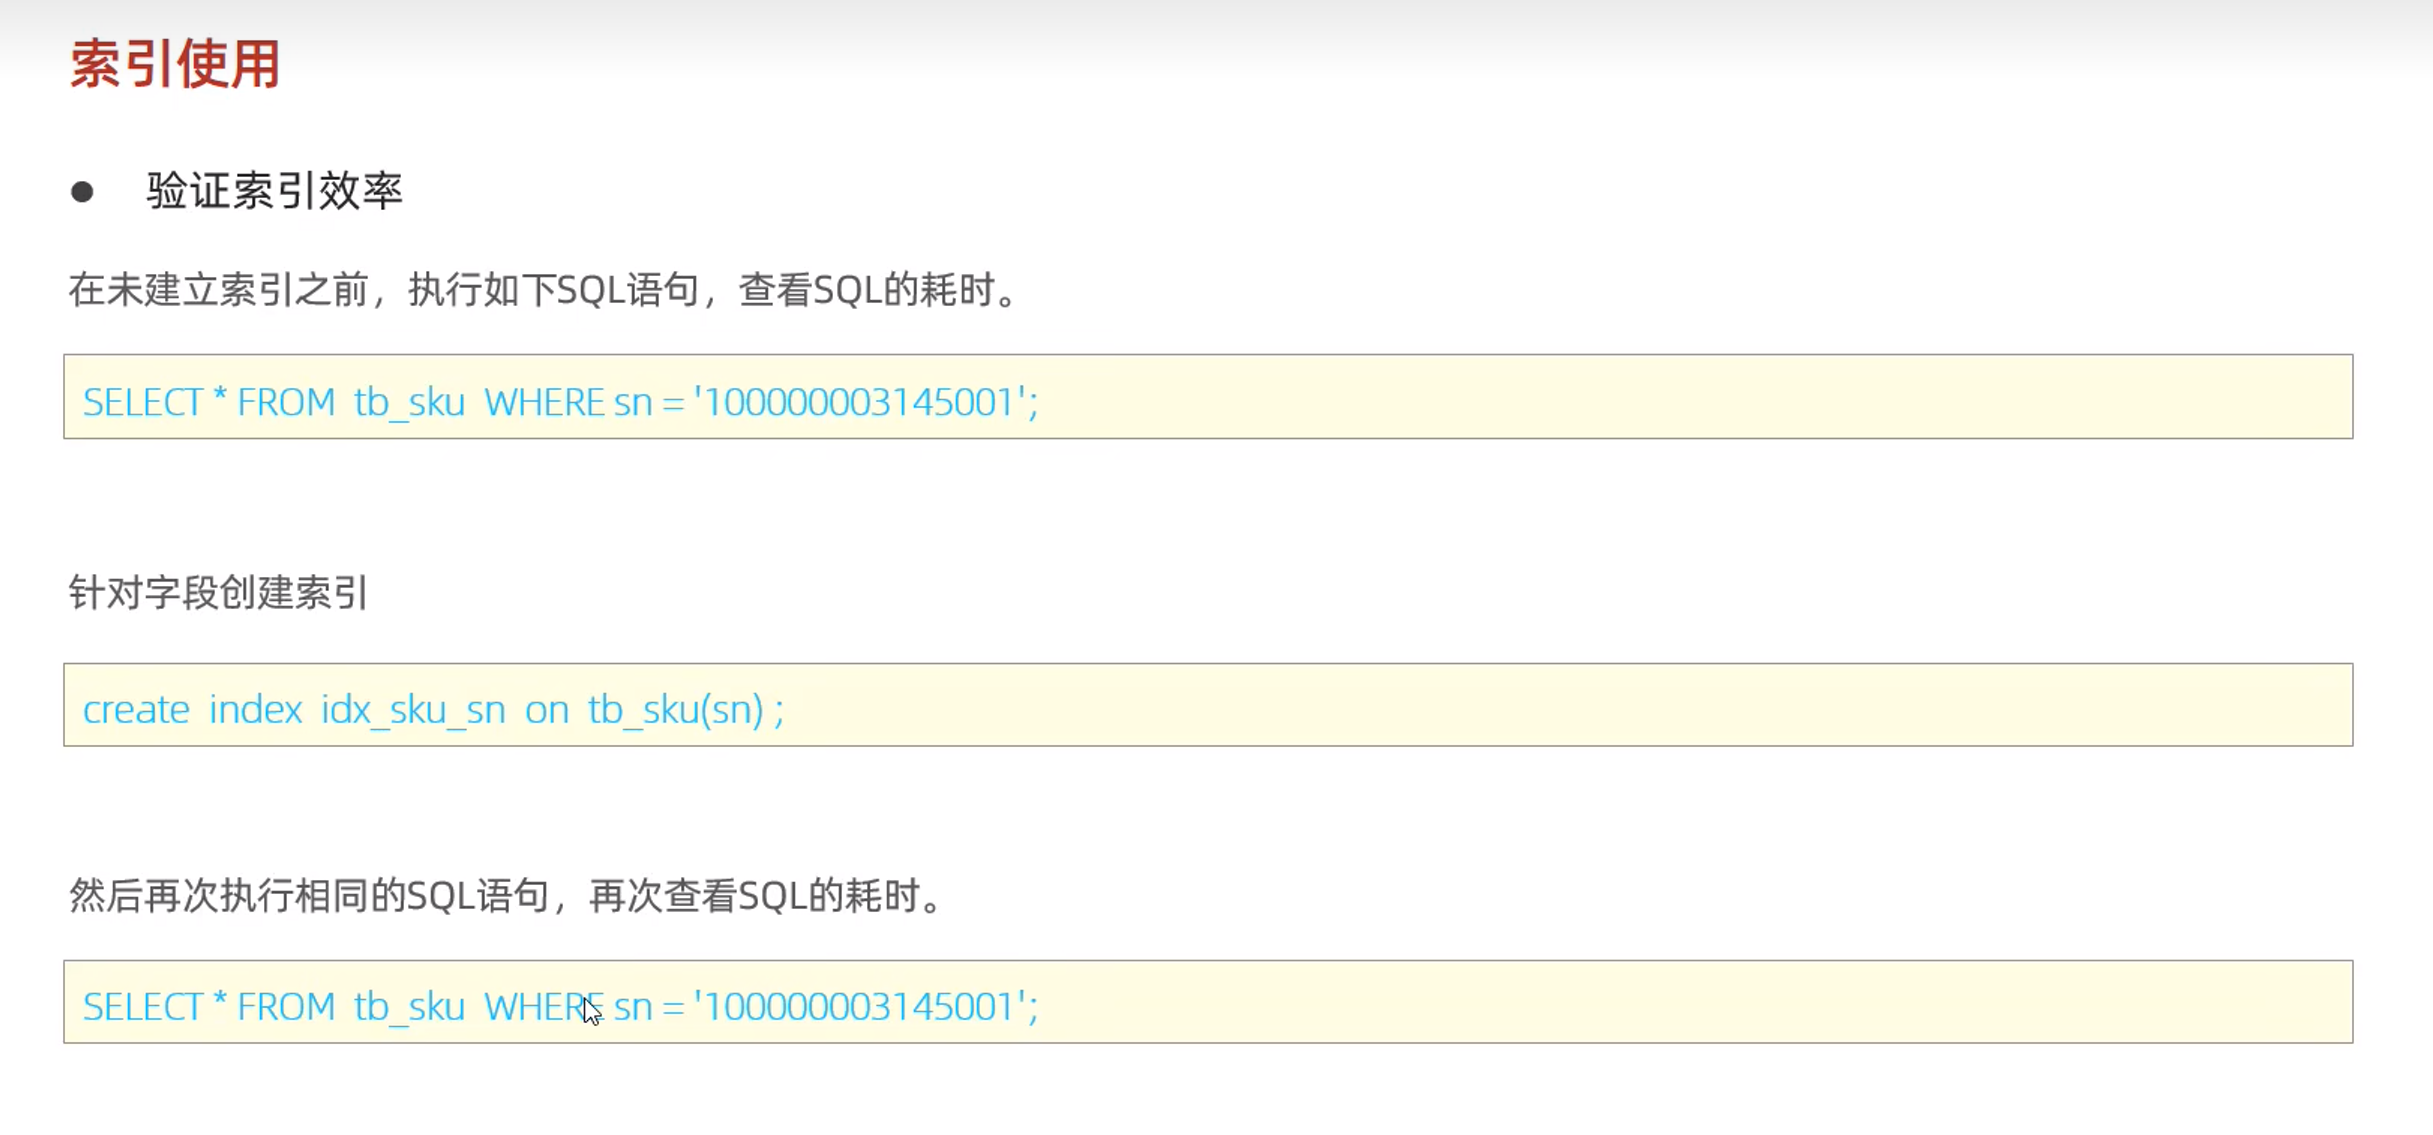 索引使用
● 验证索引效率
在未建立索引之前，执行如下SQL语句，查看SQL的耗时。
SELECT * FROM tb_sku WHERE sn = '100000003145001';
针对字段创建索引
create index idx_sku_sn on tb_sku(sn) ;
然后再次执行相同的SQL语句，再次查看SQL的耗时。
SELECT * FROM tb_sku WHERE sn = '100000003145001';